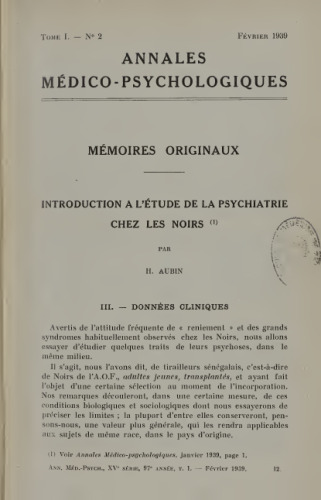 TOME I. — N° 2 FÉVRIER 1939
ANNALES
MÉDICO-PSYCHOLOGIQUES
MÉMOIRES ORIGINAUX
INTRODUCTION A L'ÉTUDE DE LA PSYCHIATRIE
CHEZ LES NOIRS (1)
PAR
H. AUBIN
III. — DONNÉES CLINIQUES
Avertis de l'attitude fréquente de « reniement » et des grands
syndromes habituellement observés chez les Noirs, nous allons
essayer d'étudier quelques traits de leurs psychoses, dans le
même milieu.
Il s'agit, nous l'avons dit, de tirailleurs sénégalais, c'est-à-dire
de Noirs de l'A.O.F., adultes jeunes, transplantés, et ayant fait
l'objet d'une certaine sélection au moment de l'incorporation.
Nos remarques découleront, dans une certaine mesure, de ces
conditions biologiques et sociologiques dont nous essayerons de
préciser les limites ; la plupart d'entre elles conserveront, pen-
sons-nous, une valeur plus générale, qui les rendra applicables
aux sujets de même race, dans le pays d'origine.
(1) Voir Annales Médico-psychologiques, janvier 1939, page 1.
ANN. MÉD.-PSYCH., XVe SÉRIE, 97e ANNÉE, T. I. — Février 1939. 12.